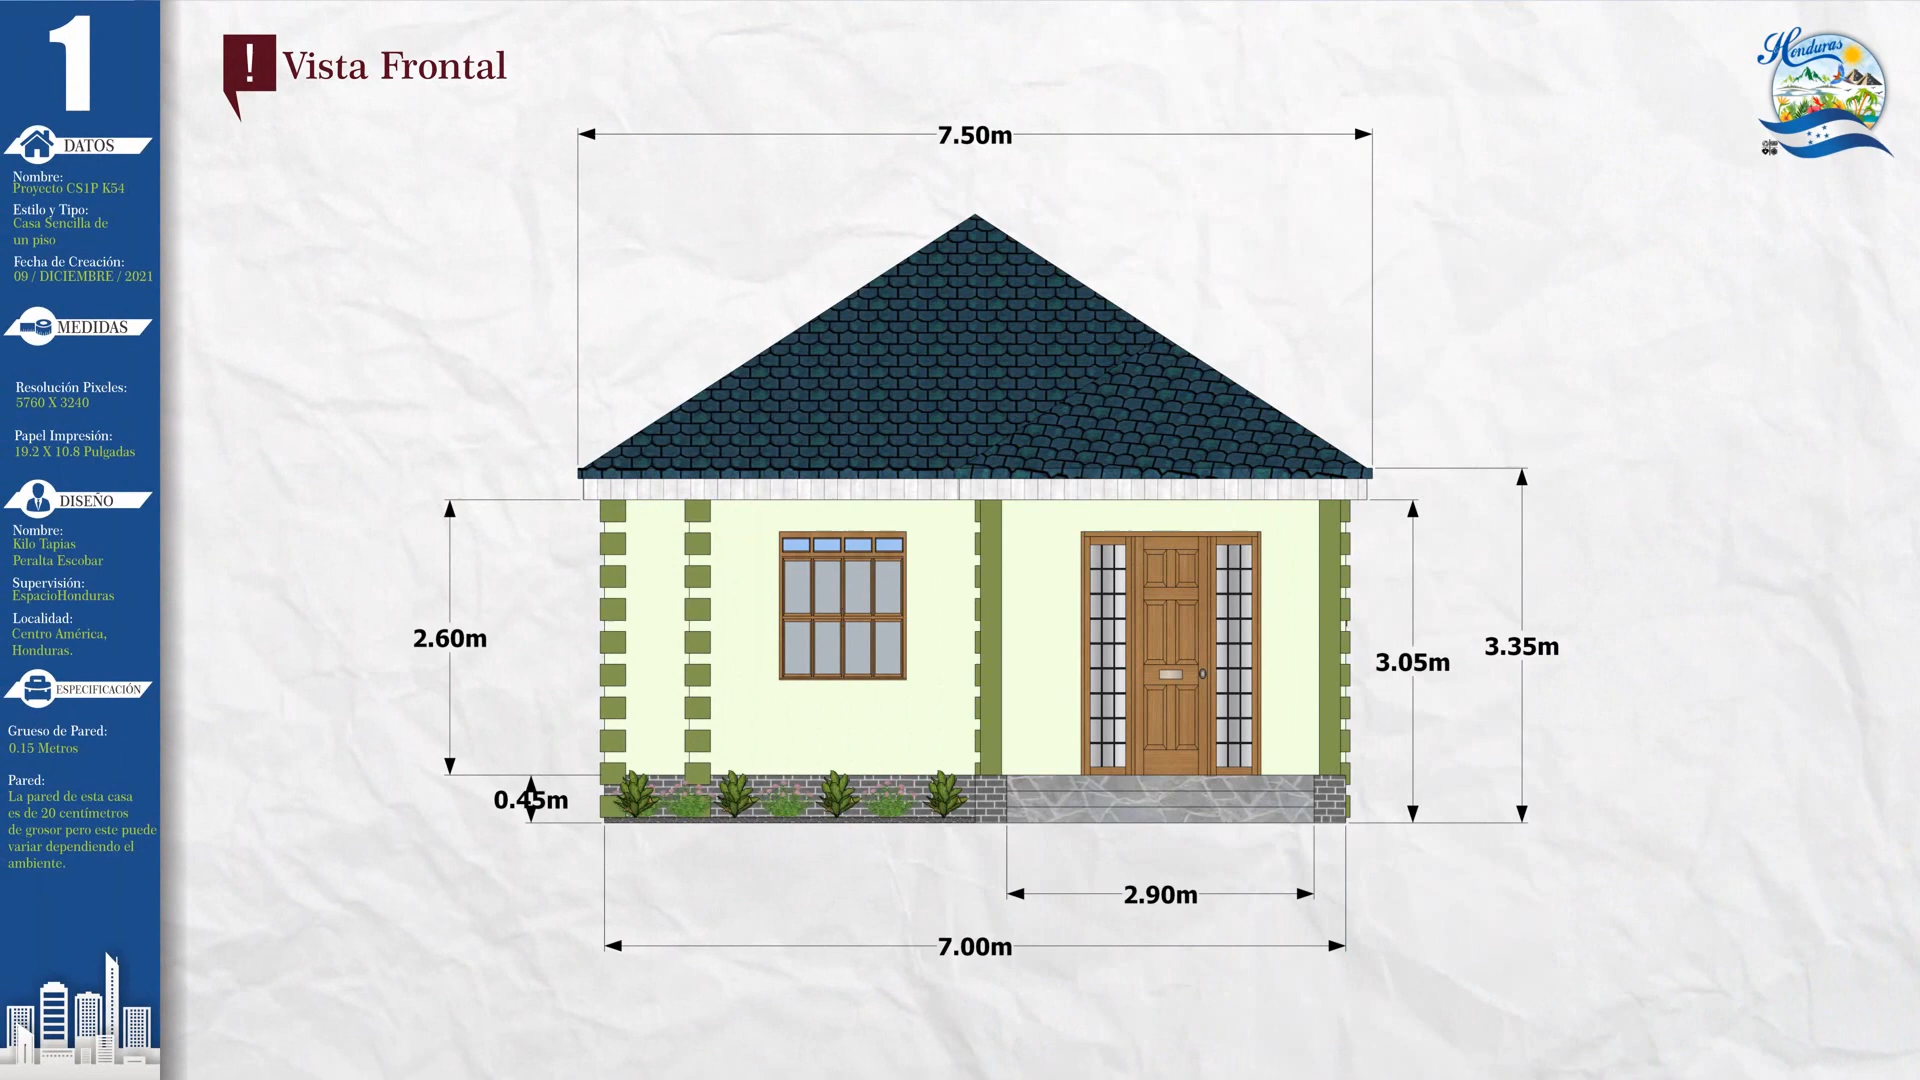 1
DATOS
Nombre:
Proyecto CS1P K54
Estilo y Tipo:
Casa Sencilla de
un piso
Fecha de Creación:
09 / DICIEMBRE / 2021
MEDIDAS
Resolución Pixeles:
5760 X 3240
Papel Impresión:
19.2 X 10.8 Pulgadas
DISEÑO
Nombre:
Kilo Tapias
Peralta Escobar
Supervisión:
EspacioHonduras
Localidad:
Centro América,
Honduras.
ESPECIFICACIÓN
Grueso de Pared:
0.15 Metros
Pared:
La pared de esta casa
es de 20 centímetros
de grosor pero este puede
variar dependiendo el
ambiente.
! Vista Frontal
Honduras
7.50m
2.60m
0.45m
3.05m
3.35m
2.90m
7.00m